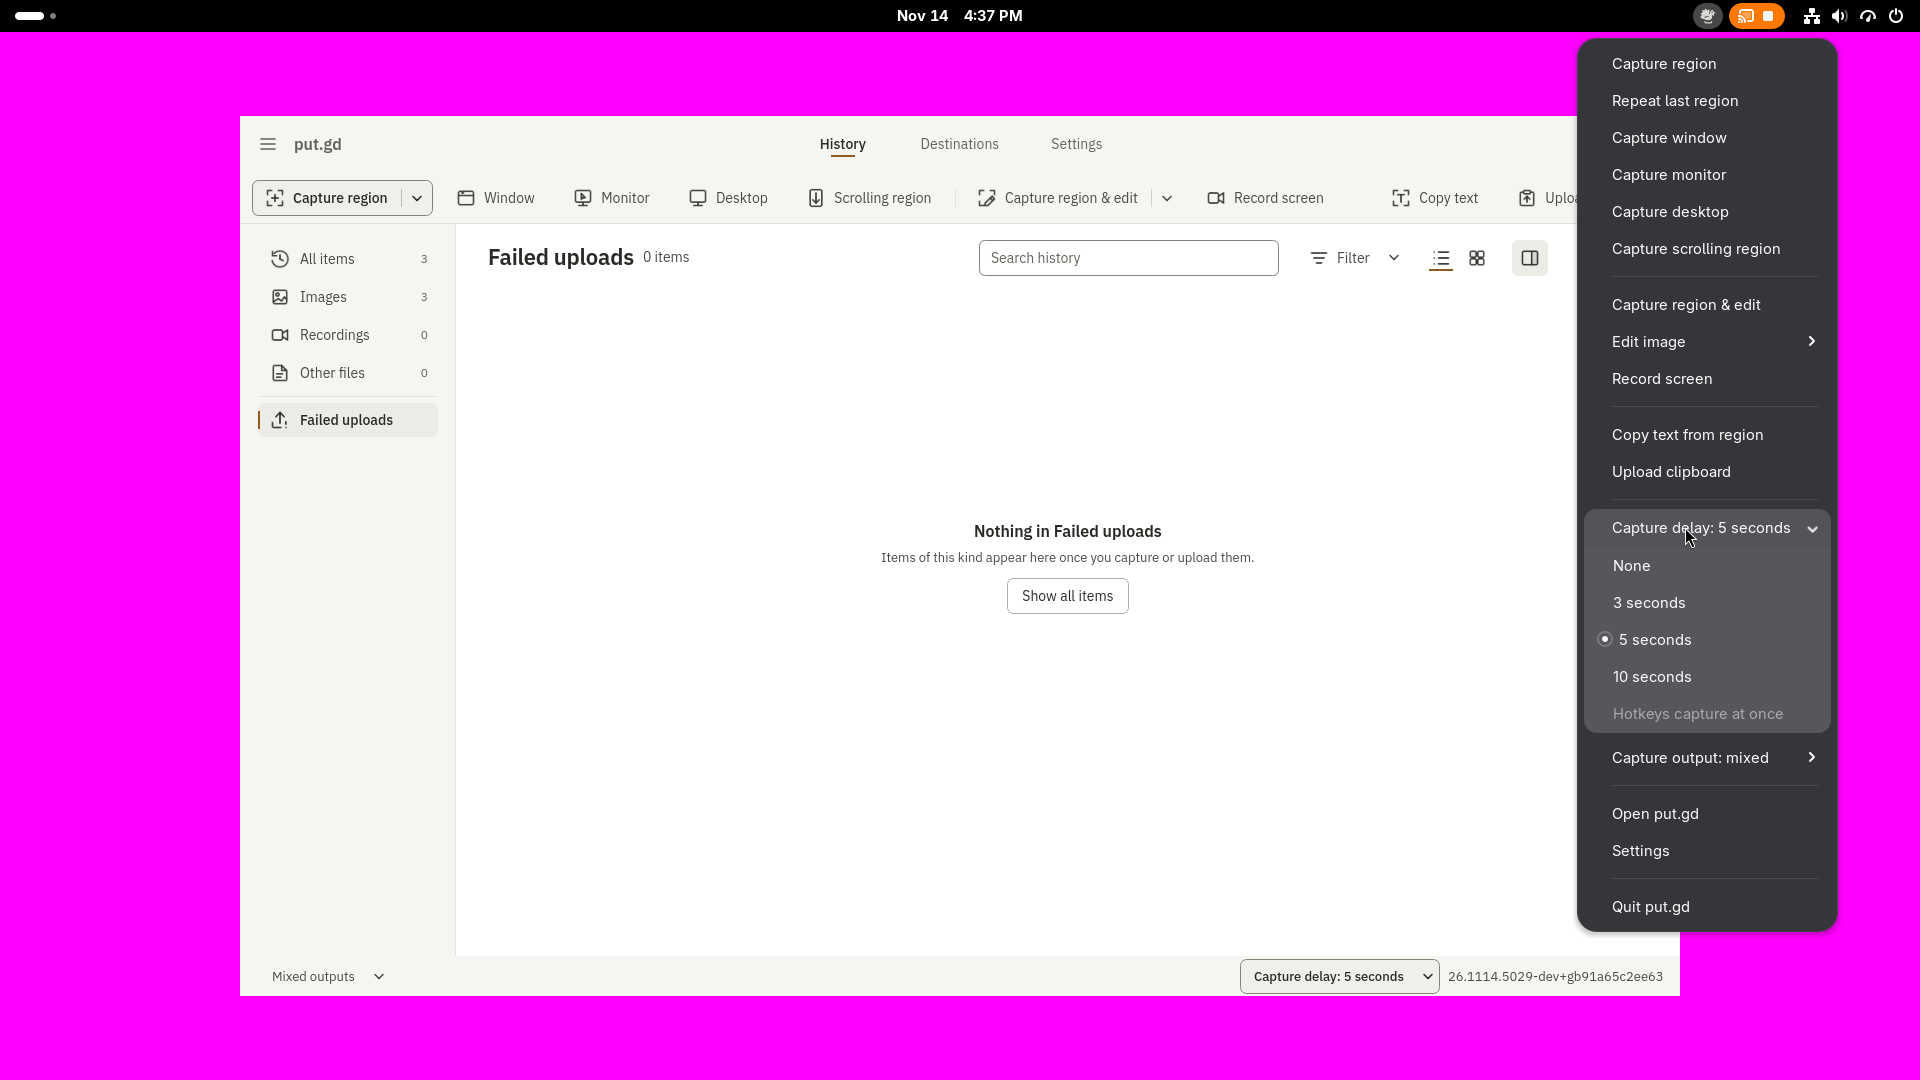 Nov 14 4:37 PM
put.gd
History
Destinations
Settings
Capture region
Window
Monitor
Desktop
Scrolling region
Capture region & edit
Record screen
Copy text
All items 3
Images 3
Recordings 0
Other files 0
Failed uploads
Failed uploads 0 items
Search history
Filter
Nothing in Failed uploads
Items of this kind appear here once you capture or upload them.
Show all items
Mixed outputs
Capture delay: 5 seconds
26.1114.5029-dev+gb91a65c2ee63
Capture region
Repeat last region
Capture window
Capture monitor
Capture desktop
Capture scrolling region
Capture region & edit
Edit image
Record screen
Copy text from region
Upload clipboard
Capture delay: 5 seconds
None
3 seconds
5 seconds
10 seconds
Hotkeys capture at once
Capture output: mixed
Open put.gd
Settings
Quit put.gd